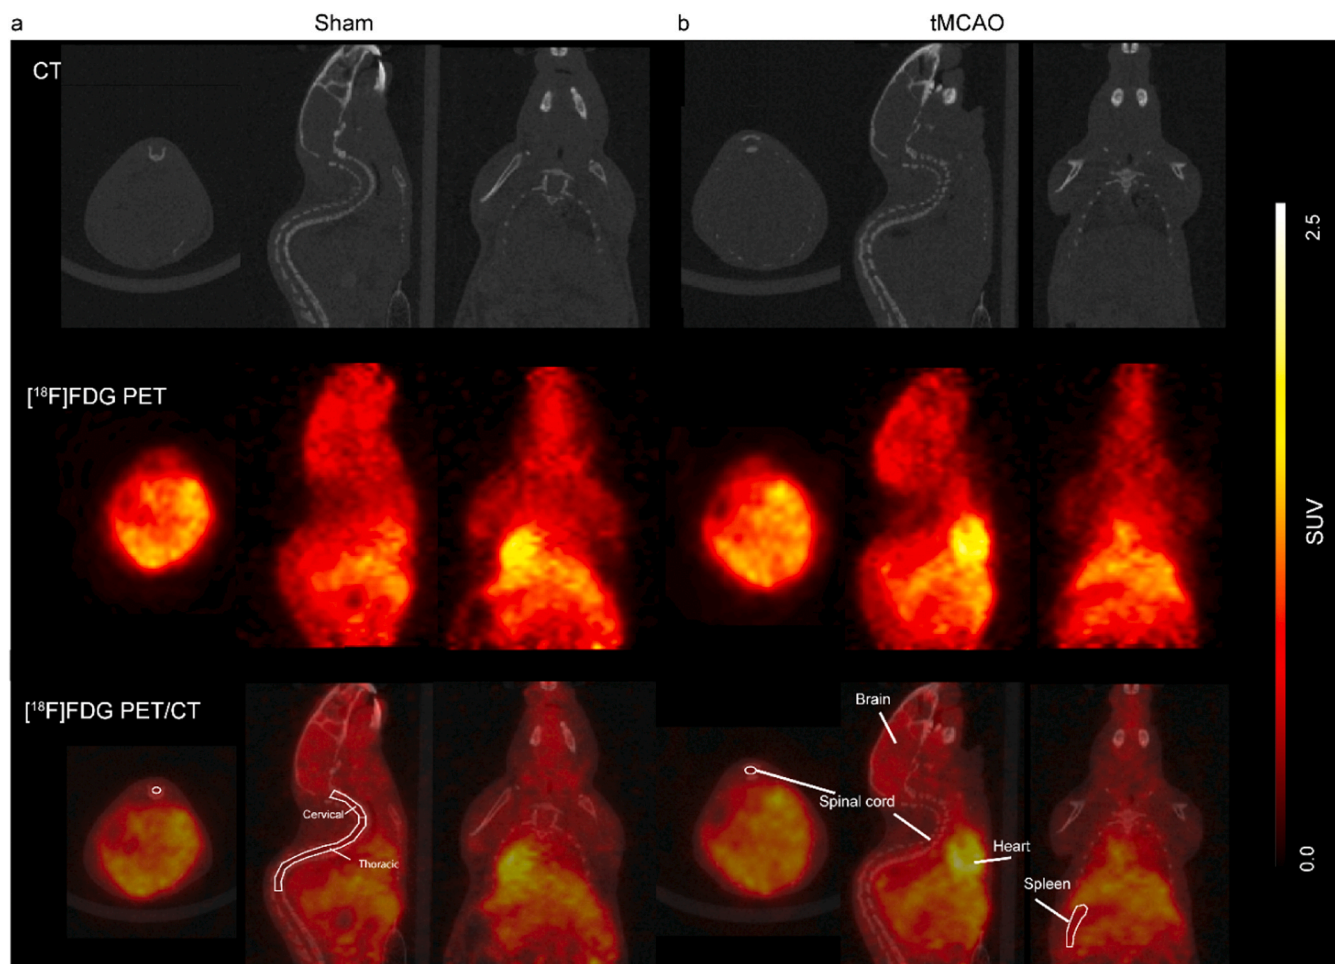 a
Sham
b
tMCAO
CT
2.5
[¹⁸F]FDG PET
SUV
[¹⁸F]FDG PET/CT
Brain
Cervical
Spinal cord
Thoracic
Heart
Spleen
0.0